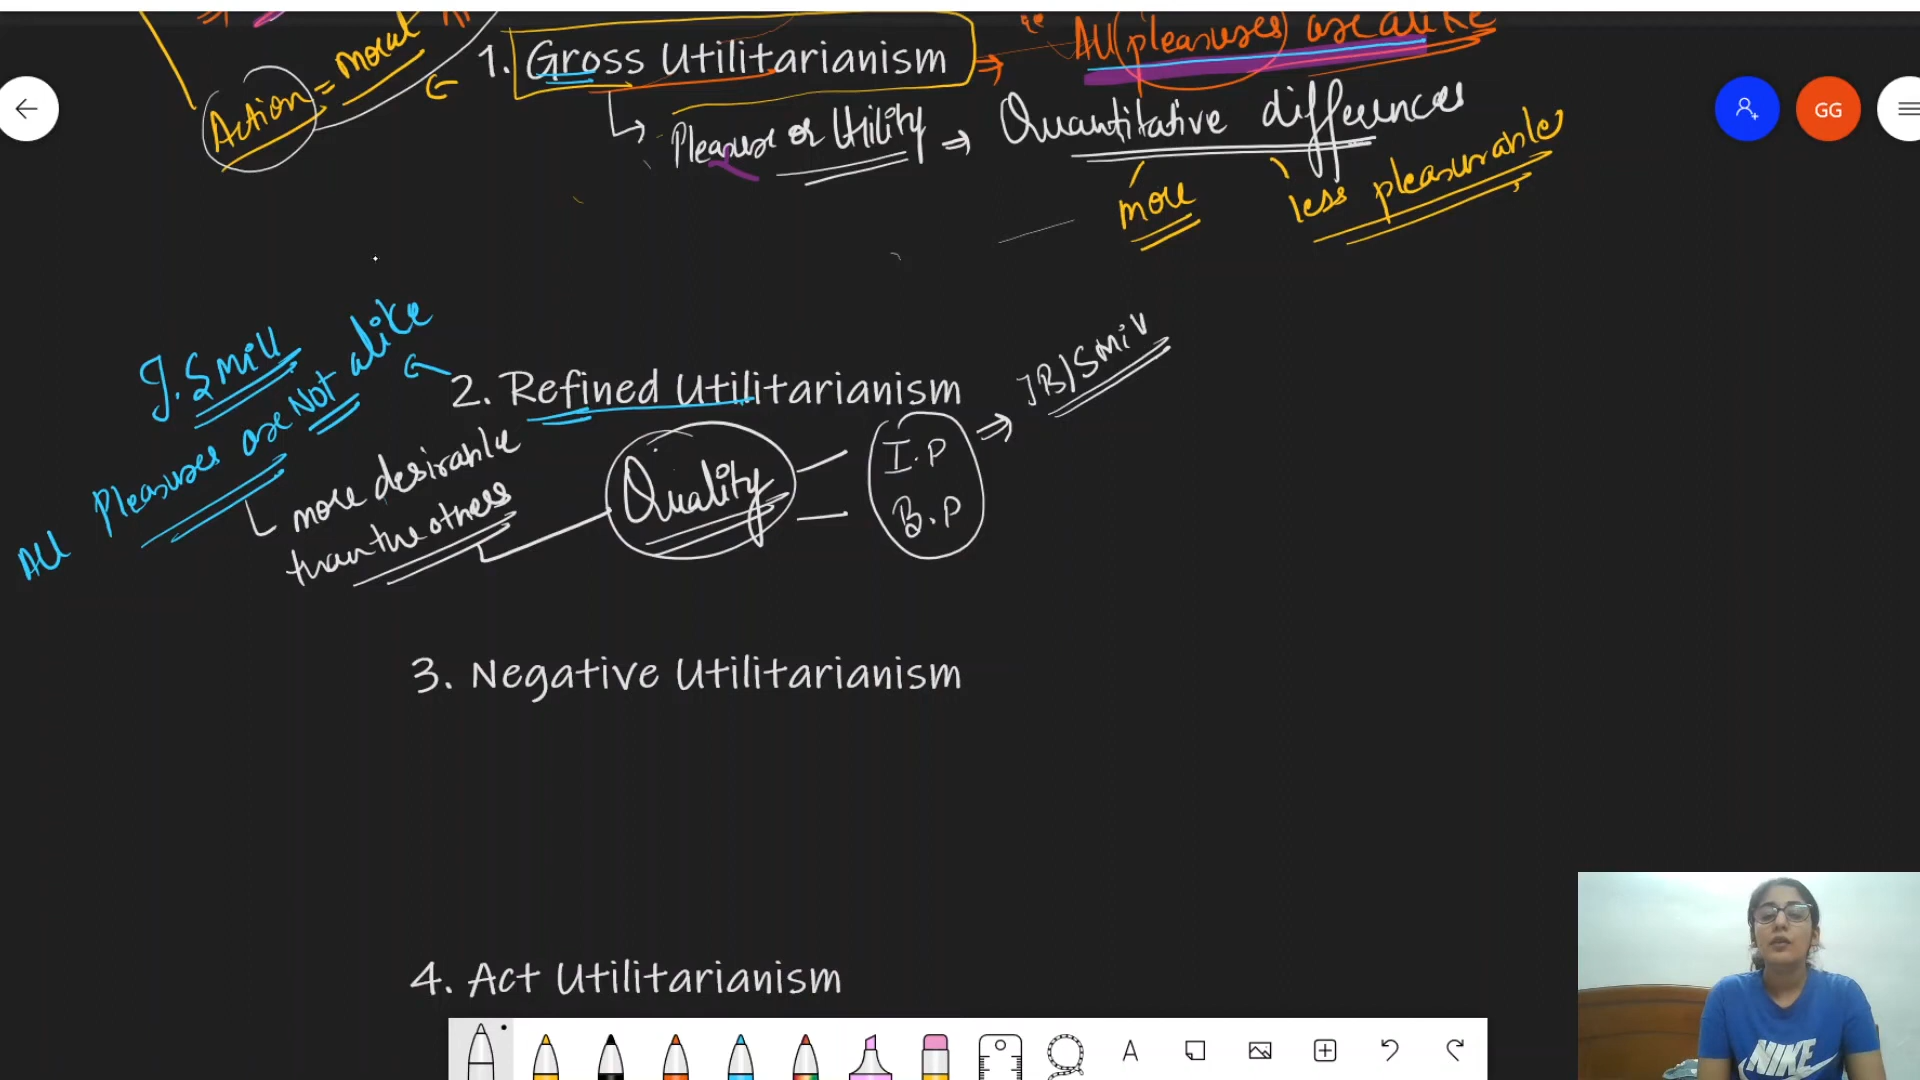 Action = moral
1. Gross Utilitarianism
ie All (pleasures) are alike
Pleasure or Utility ⇒ Quantitative differences
more
less pleasurable
GG
J.S mill
All Pleasures are Not alike
more desirable
than the others
2. Refined Utilitarianism
Quality
I.P
B.P
JB/SMill
3. Negative Utilitarianism
4. Act Utilitarianism
A
NIKE